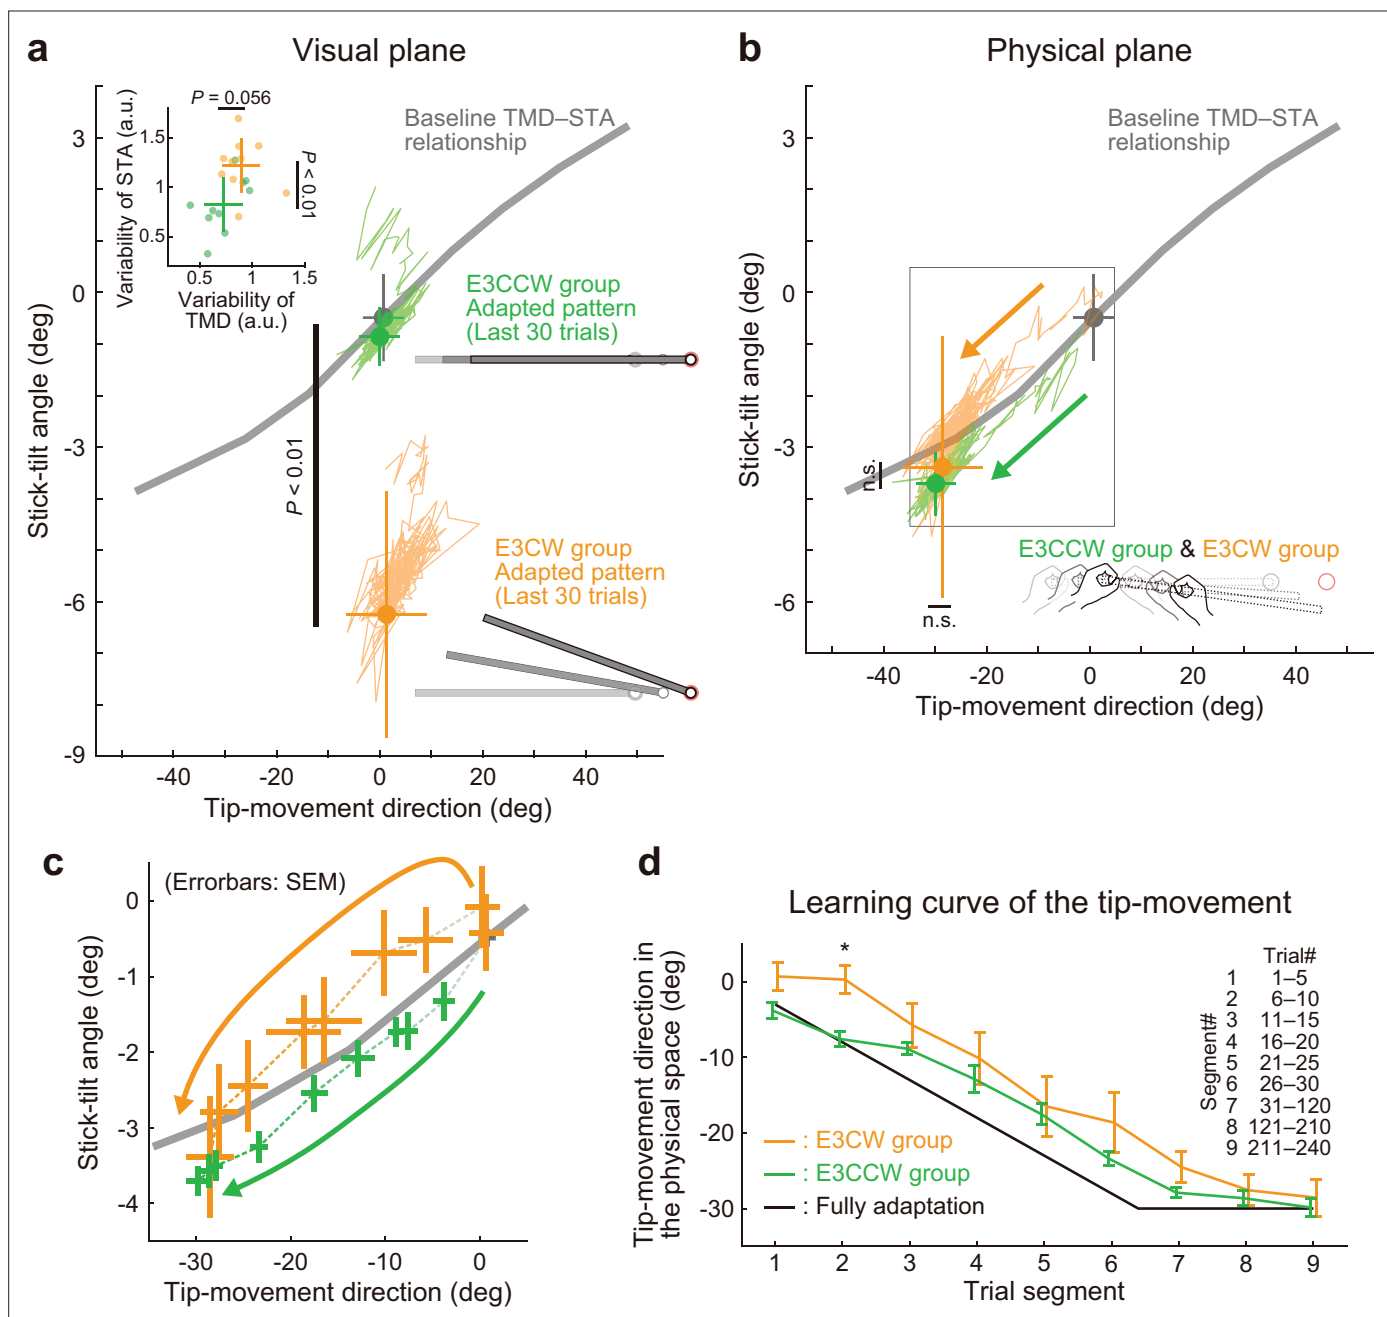 a
Visual plane
Stick-tilt angle (deg)
3
0
-3
-6
-9
-40
-20
0
20
40
Tip-movement direction (deg)
Baseline TMD–STA
relationship
P = 0.056
P < 0.01
Variability of STA (a.u.)
1.5
1
0.5
0.5
1
1.5
Variability of
TMD (a.u.)
E3CCW group
Adapted pattern
(Last 30 trials)
P < 0.01
E3CW group
Adapted pattern
(Last 30 trials)
b
Physical plane
Stick-tilt angle (deg)
3
0
-3
-6
-40
-20
0
20
40
Tip-movement direction (deg)
Baseline TMD–STA
relationship
n.s.
n.s.
E3CCW group & E3CW group
c
(Errorbars: SEM)
Stick-tilt angle (deg)
0
-1
-2
-3
-4
-30
-20
-10
0
Tip-movement direction (deg)
d
Learning curve of the tip-movement
Tip-movement direction in
the physical space (deg)
0
-10
-20
-30
*
1 2 3 4 5 6 7 8 9
Trial segment
: E3CW group
: E3CCW group
: Fully adaptation
Segment#
Trial#
1 1–5
2 6–10
3 11–15
4 16–20
5 21–25
6 26–30
7 31–120
8 121–210
9 211–240